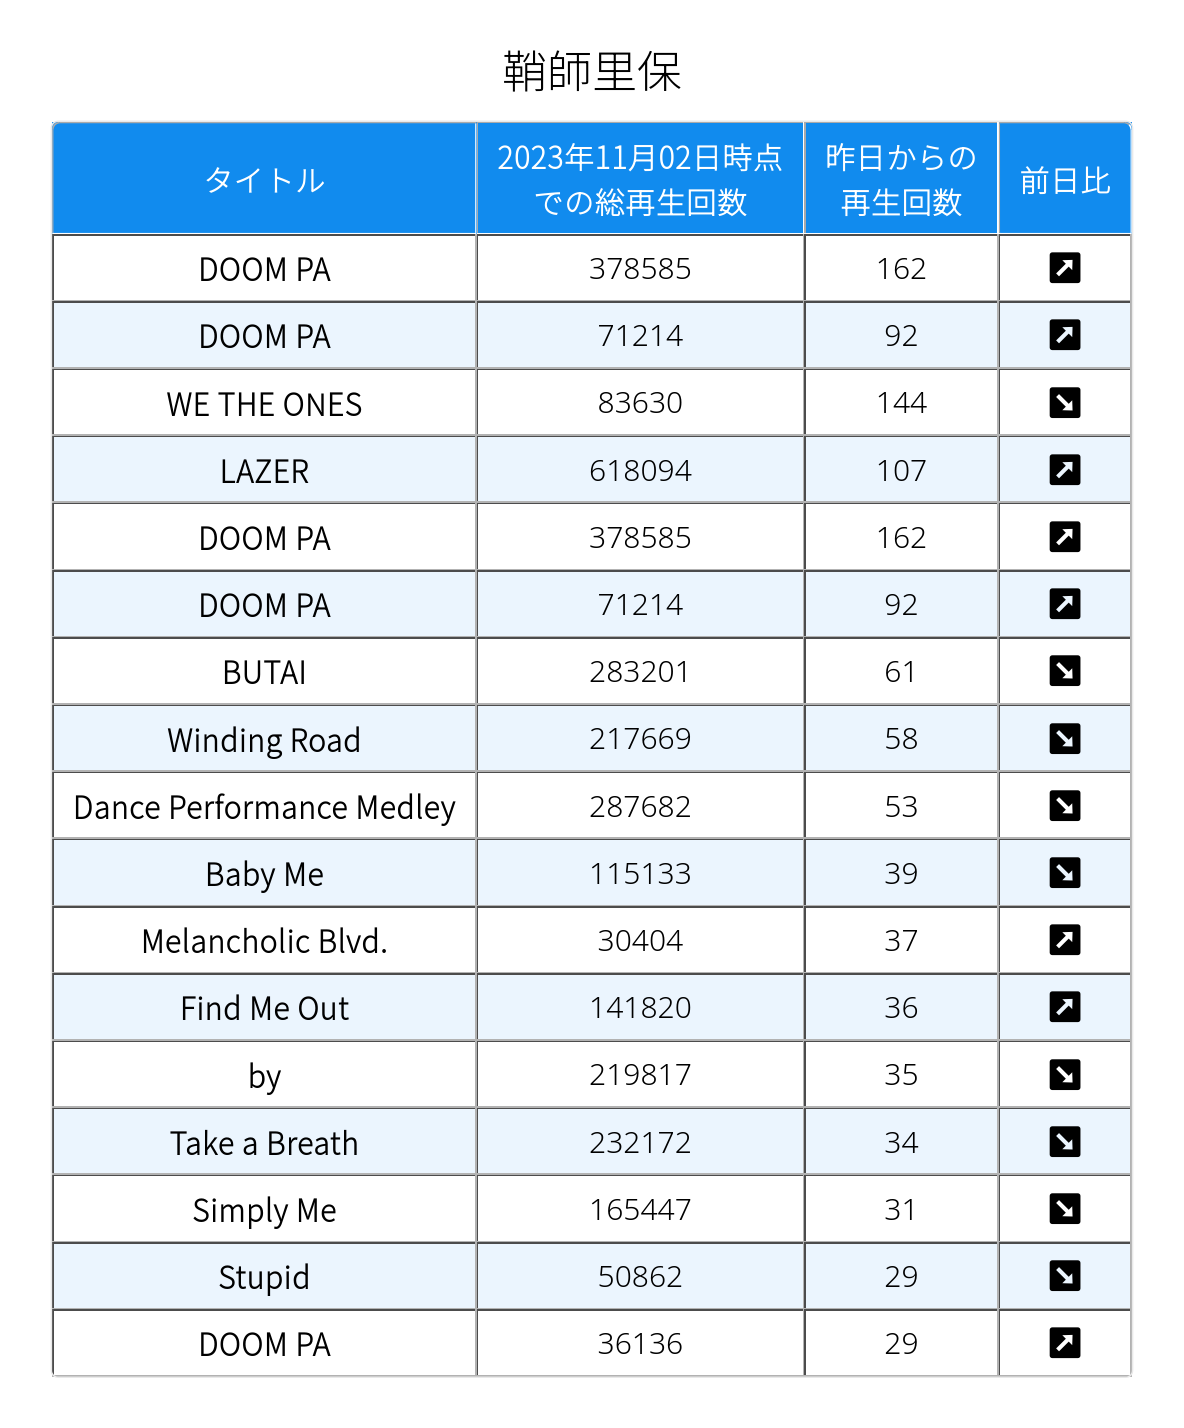 鞘師里保
タイトル
2023年11月02日時点
での総再生回数
昨日からの
再生回数
前日比
DOOM PA 378585 162 ↗
DOOM PA 71214 92 ↗
WE THE ONES 83630 144 ↘
LAZER 618094 107 ↗
DOOM PA 378585 162 ↗
DOOM PA 71214 92 ↗
BUTAI 283201 61 ↘
Winding Road 217669 58 ↘
Dance Performance Medley 287682 53 ↘
Baby Me 115133 39 ↘
Melancholic Blvd. 30404 37 ↗
Find Me Out 141820 36 ↗
by 219817 35 ↘
Take a Breath 232172 34 ↘
Simply Me 165447 31 ↘
Stupid 50862 29 ↘
DOOM PA 36136 29 ↗